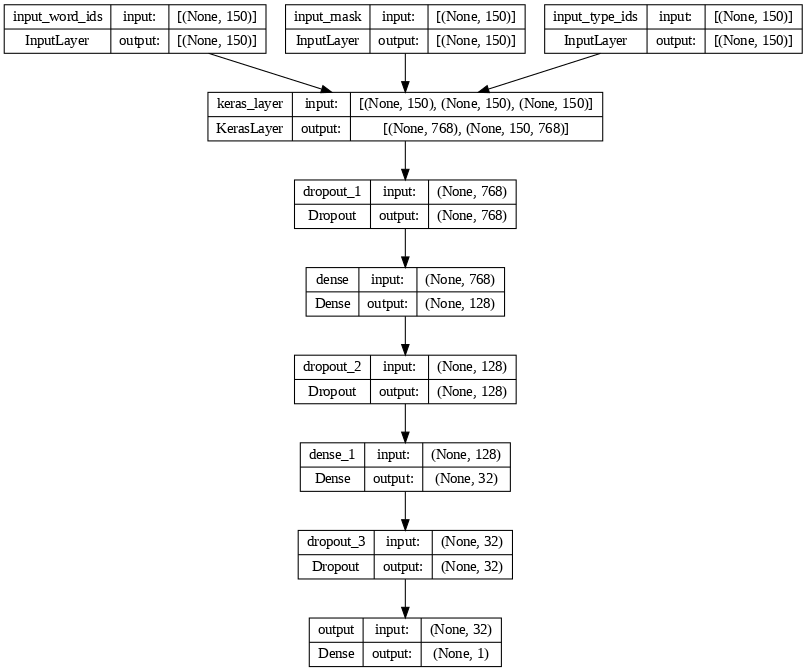 input_word_ids input: [(None, 150)]
InputLayer output: [(None, 150)]
input_mask input: [(None, 150)]
InputLayer output: [(None, 150)]
input_type_ids input: [(None, 150)]
InputLayer output: [(None, 150)]
keras_layer input: [(None, 150), (None, 150), (None, 150)]
KerasLayer output: [(None, 768), (None, 150, 768)]
dropout_1 input: (None, 768)
Dropout output: (None, 768)
dense input: (None, 768)
Dense output: (None, 128)
dropout_2 input: (None, 128)
Dropout output: (None, 128)
dense_1 input: (None, 128)
Dense output: (None, 32)
dropout_3 input: (None, 32)
Dropout output: (None, 32)
output input: (None, 32)
Dense output: (None, 1)